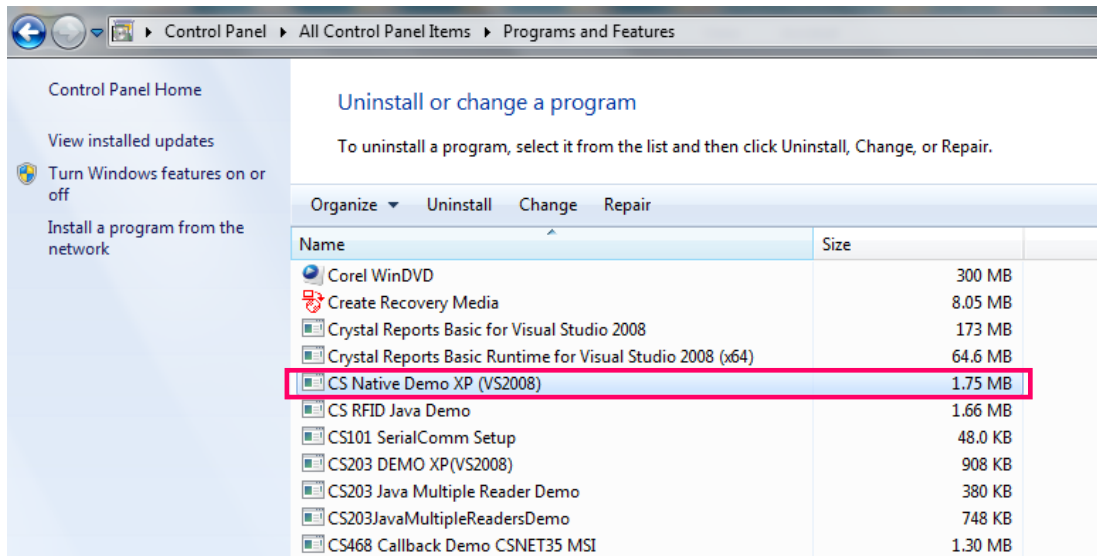 Control Panel All Control Panel Items Programs and Features
Control Panel Home
View installed updates
Turn Windows features on or
off
Install a program from the
network
Uninstall or change a program
To uninstall a program, select it from the list and then click Uninstall, Change, or Repair.
Organize Uninstall Change Repair
Name Size
Corel WinDVD 300 MB
Create Recovery Media 8.05 MB
Crystal Reports Basic for Visual Studio 2008 173 MB
Crystal Reports Basic Runtime for Visual Studio 2008 (x64) 64.6 MB
CS Native Demo XP (VS2008) 1.75 MB
CS RFID Java Demo 1.66 MB
CS101 SerialComm Setup 48.0 KB
CS203 DEMO XP(VS2008) 908 KB
CS203 Java Multiple Reader Demo 380 KB
CS203JavaMultipleReadersDemo 748 KB
CS468 Callback Demo CSNET35 MSI 1.30 MB